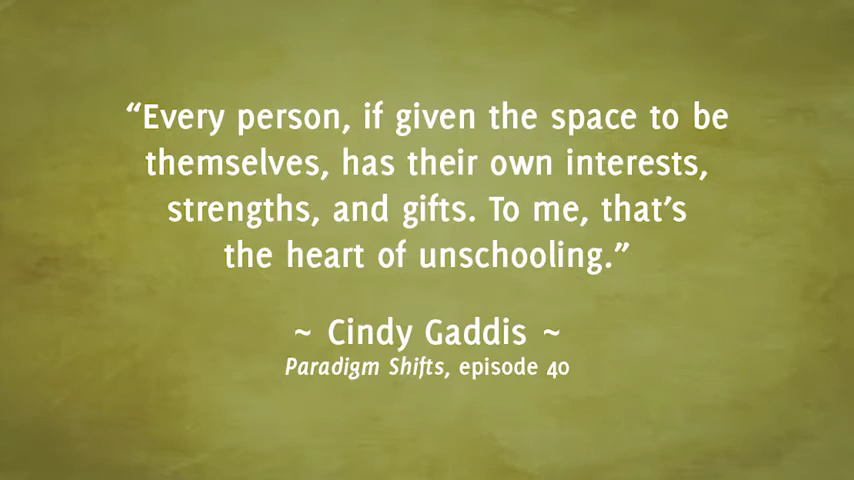 “Every person, if given the space to be
themselves, has their own interests,
strengths, and gifts. To me, that’s
the heart of unschooling.”
~ Cindy Gaddis ~
Paradigm Shifts, episode 40